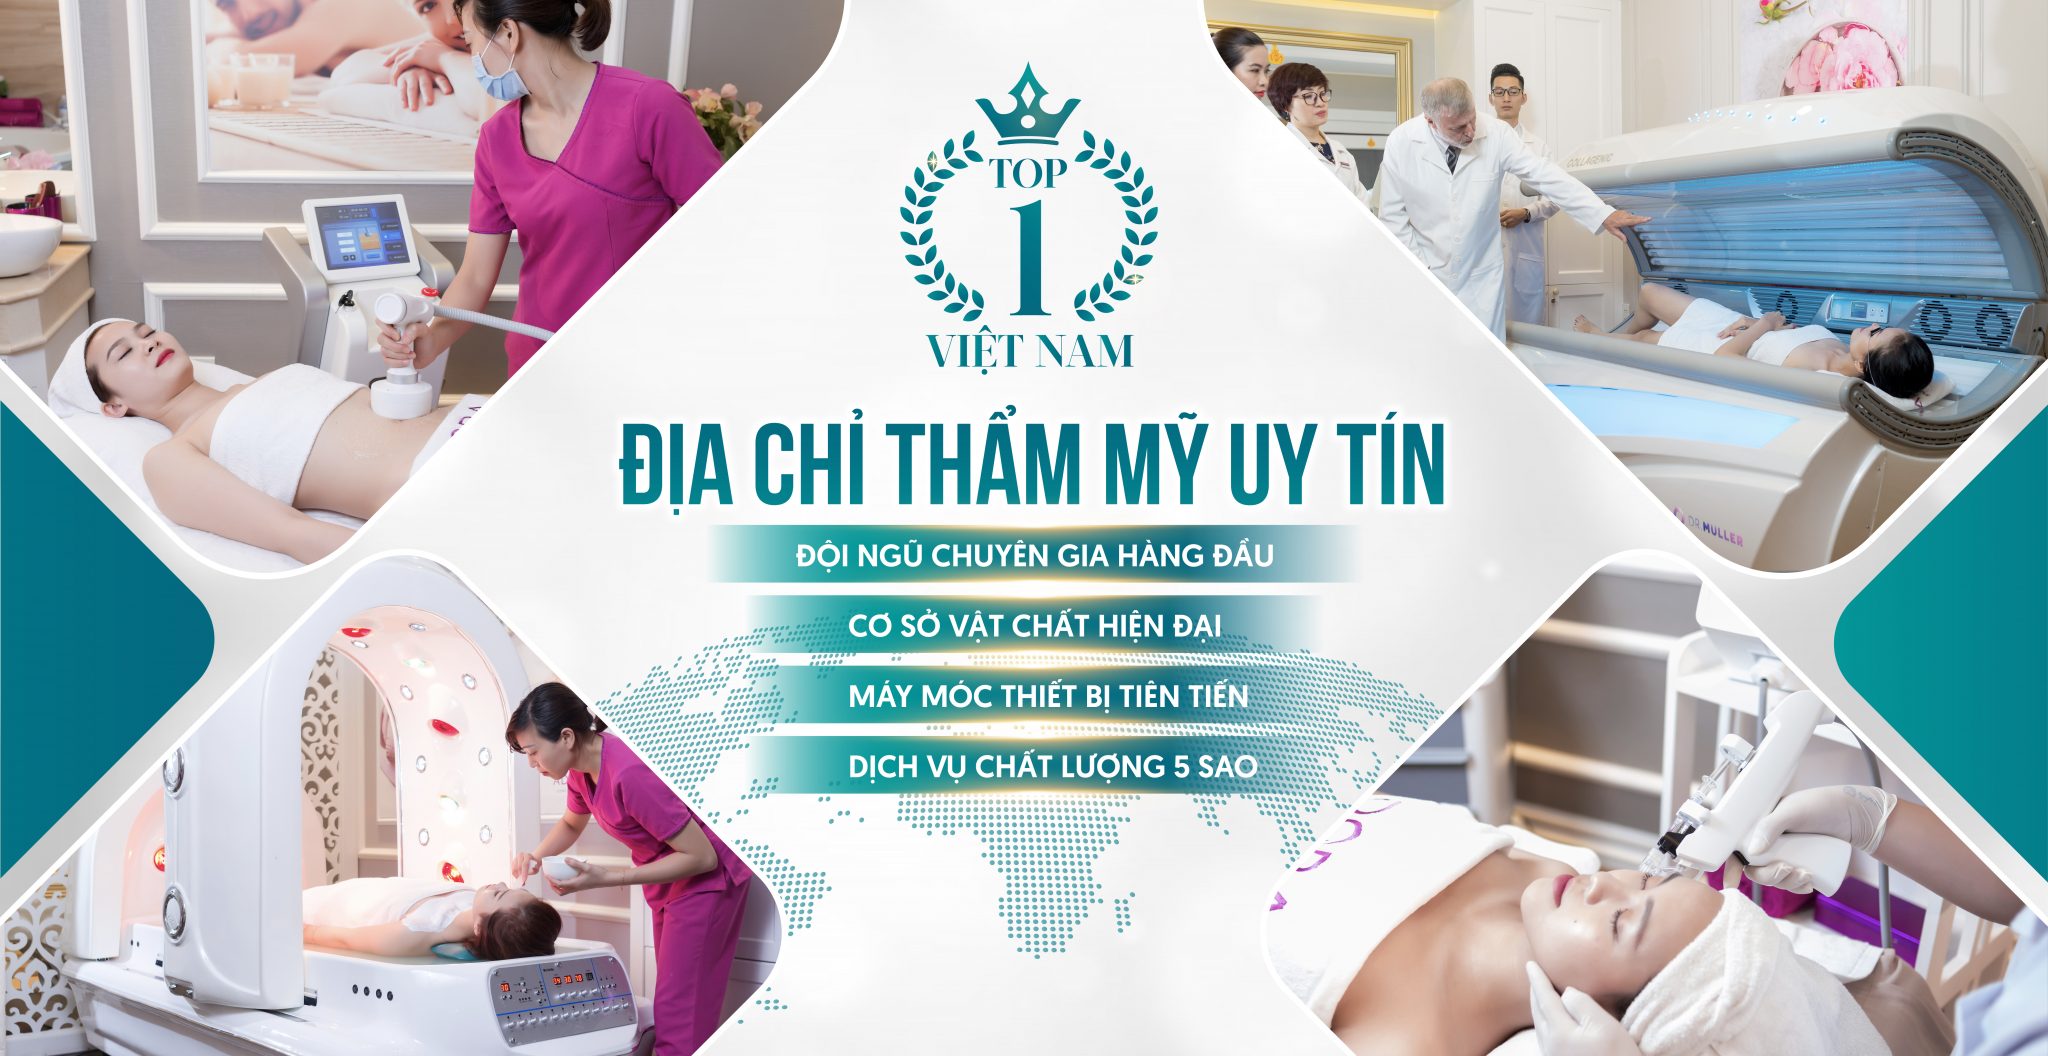 TOP
1
VIỆT NAM
ĐỊA CHỈ THẨM MỸ UY TÍN
ĐỘI NGŨ CHUYÊN GIA HÀNG ĐẦU
CƠ SỞ VẬT CHẤT HIỆN ĐẠI
MÁY MÓC THIẾT BỊ TIÊN TIẾN
DỊCH VỤ CHẤT LƯỢNG 5 SAO
COLLAGENIC
DR.MULLER